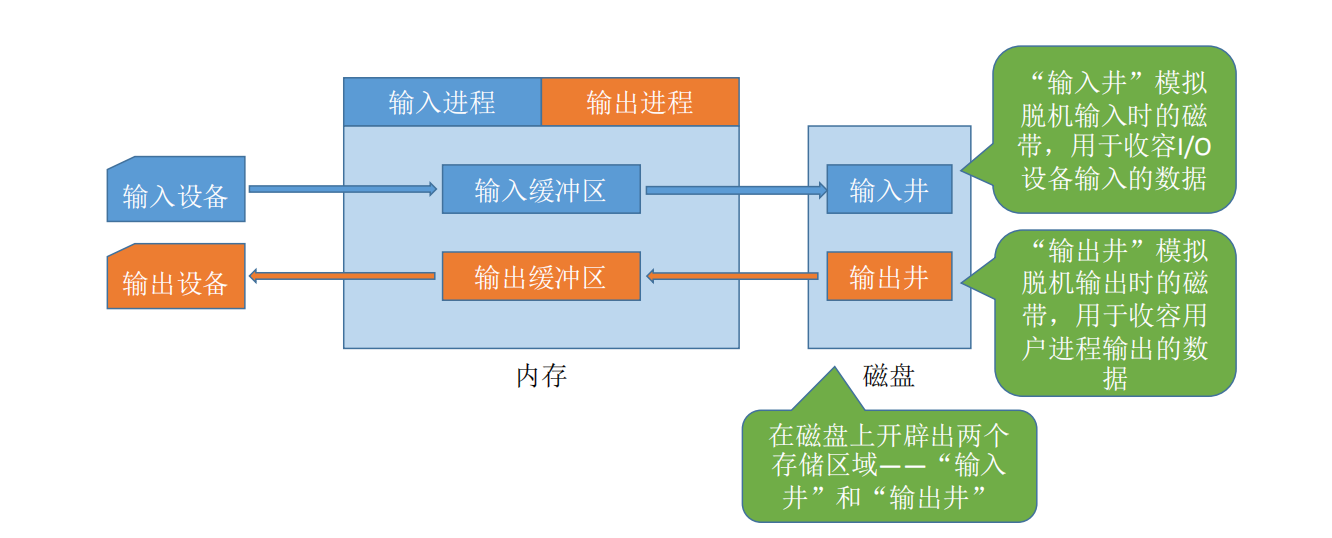 输入进程
输出进程
“输入井”模拟
脱机输入时的磁
带，用于收容I/O
设备输入的数据
输入设备
输入缓冲区
输入井
输出设备
输出缓冲区
输出井
“输出井”模拟
脱机输出时的磁
带，用于收容用
户进程输出的数
据
内存
磁盘
在磁盘上开辟出两个
存储区域——“输入
井”和“输出井”